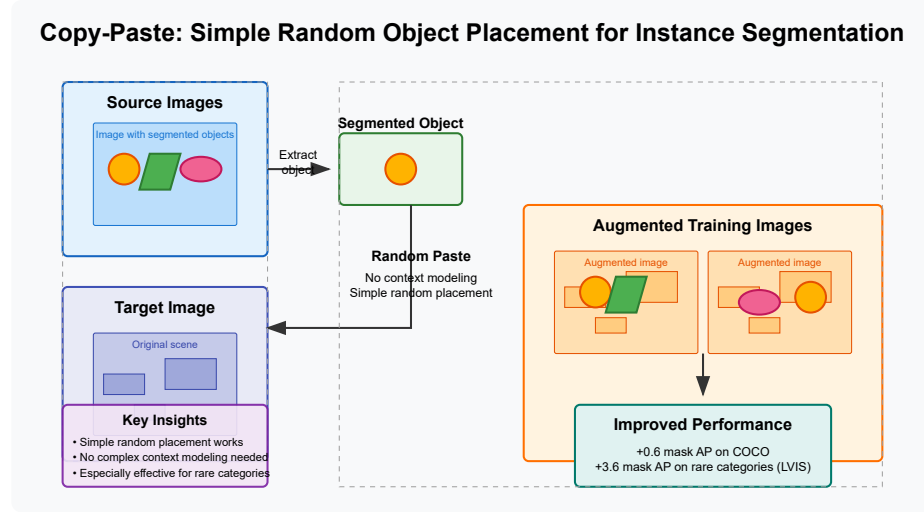 Copy-Paste: Simple Random Object Placement for Instance Segmentation
Source Images
Image with segmented objects
Extract
object
Segmented Object
Random Paste
No context modeling
Simple random placement
Target Image
Original scene
Key Insights
• Simple random placement works
• No complex context modeling needed
• Especially effective for rare categories
Augmented Training Images
Augmented image
Augmented image
Improved Performance
+0.6 mask AP on COCO
+3.6 mask AP on rare categories (LVIS)